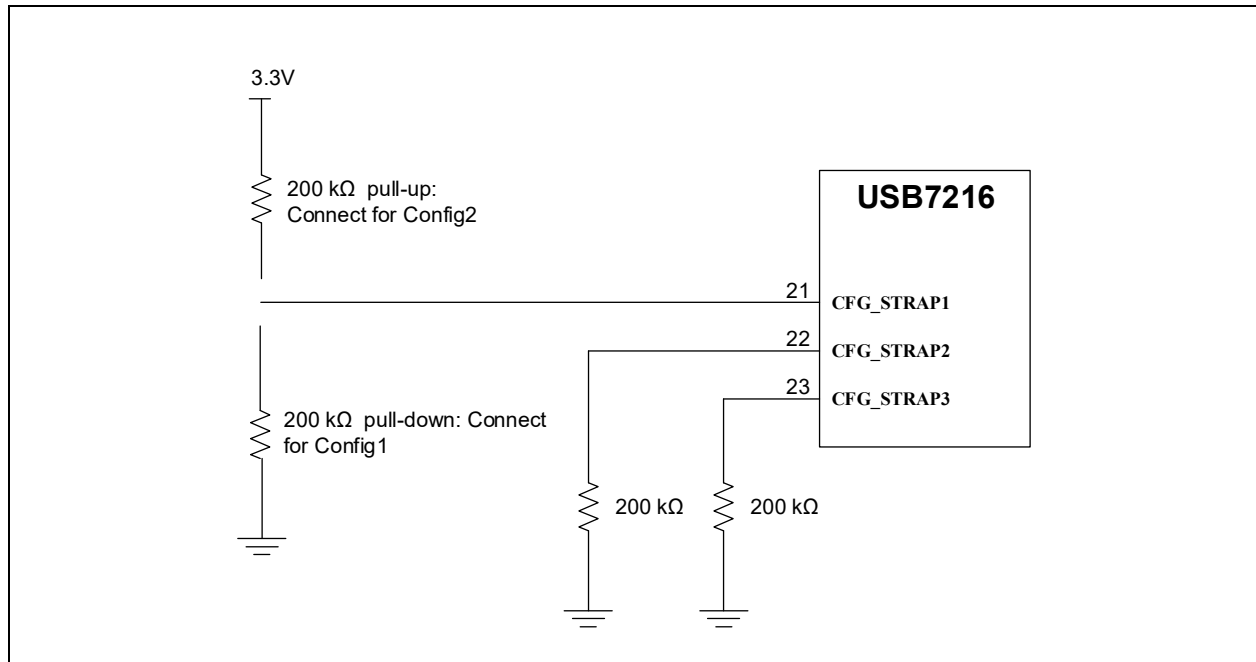 3.3V
200 kΩ pull-up:
Connect for Config2
USB7216
21
CFG_STRAP1
22
CFG_STRAP2
23
CFG_STRAP3
200 kΩ pull-down: Connect
for Config1
200 kΩ
200 kΩ